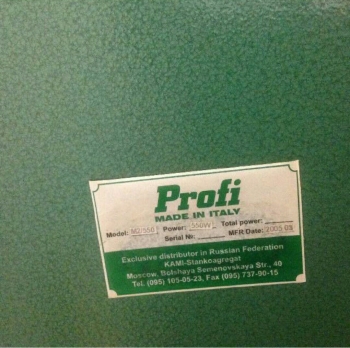 Profi
MADE IN ITALY
Model: Power: 550W Total power:
Serial №: MFR Date: 2005
Exclusive distributor in Russian Federation
KAMI-Stankoagregat
Moscow, Bolshaya Semenovskaya Str., 40
Tel. (095) 105-05-23, Fax (095) 737-90-15